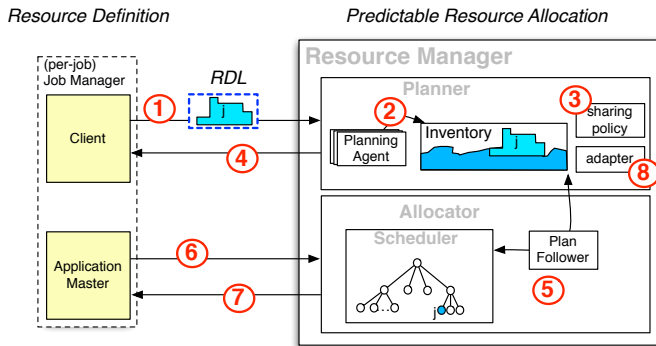 Resource Definition
Predictable Resource Allocation
(per-job)
Job Manager
Client
Application
Master
1
RDL
j
4
6
7
Resource Manager
Planner
2
Planning
Agent
Inventory
j
3
sharing
policy
adapter
8
Allocator
Scheduler
j
Plan
Follower
5